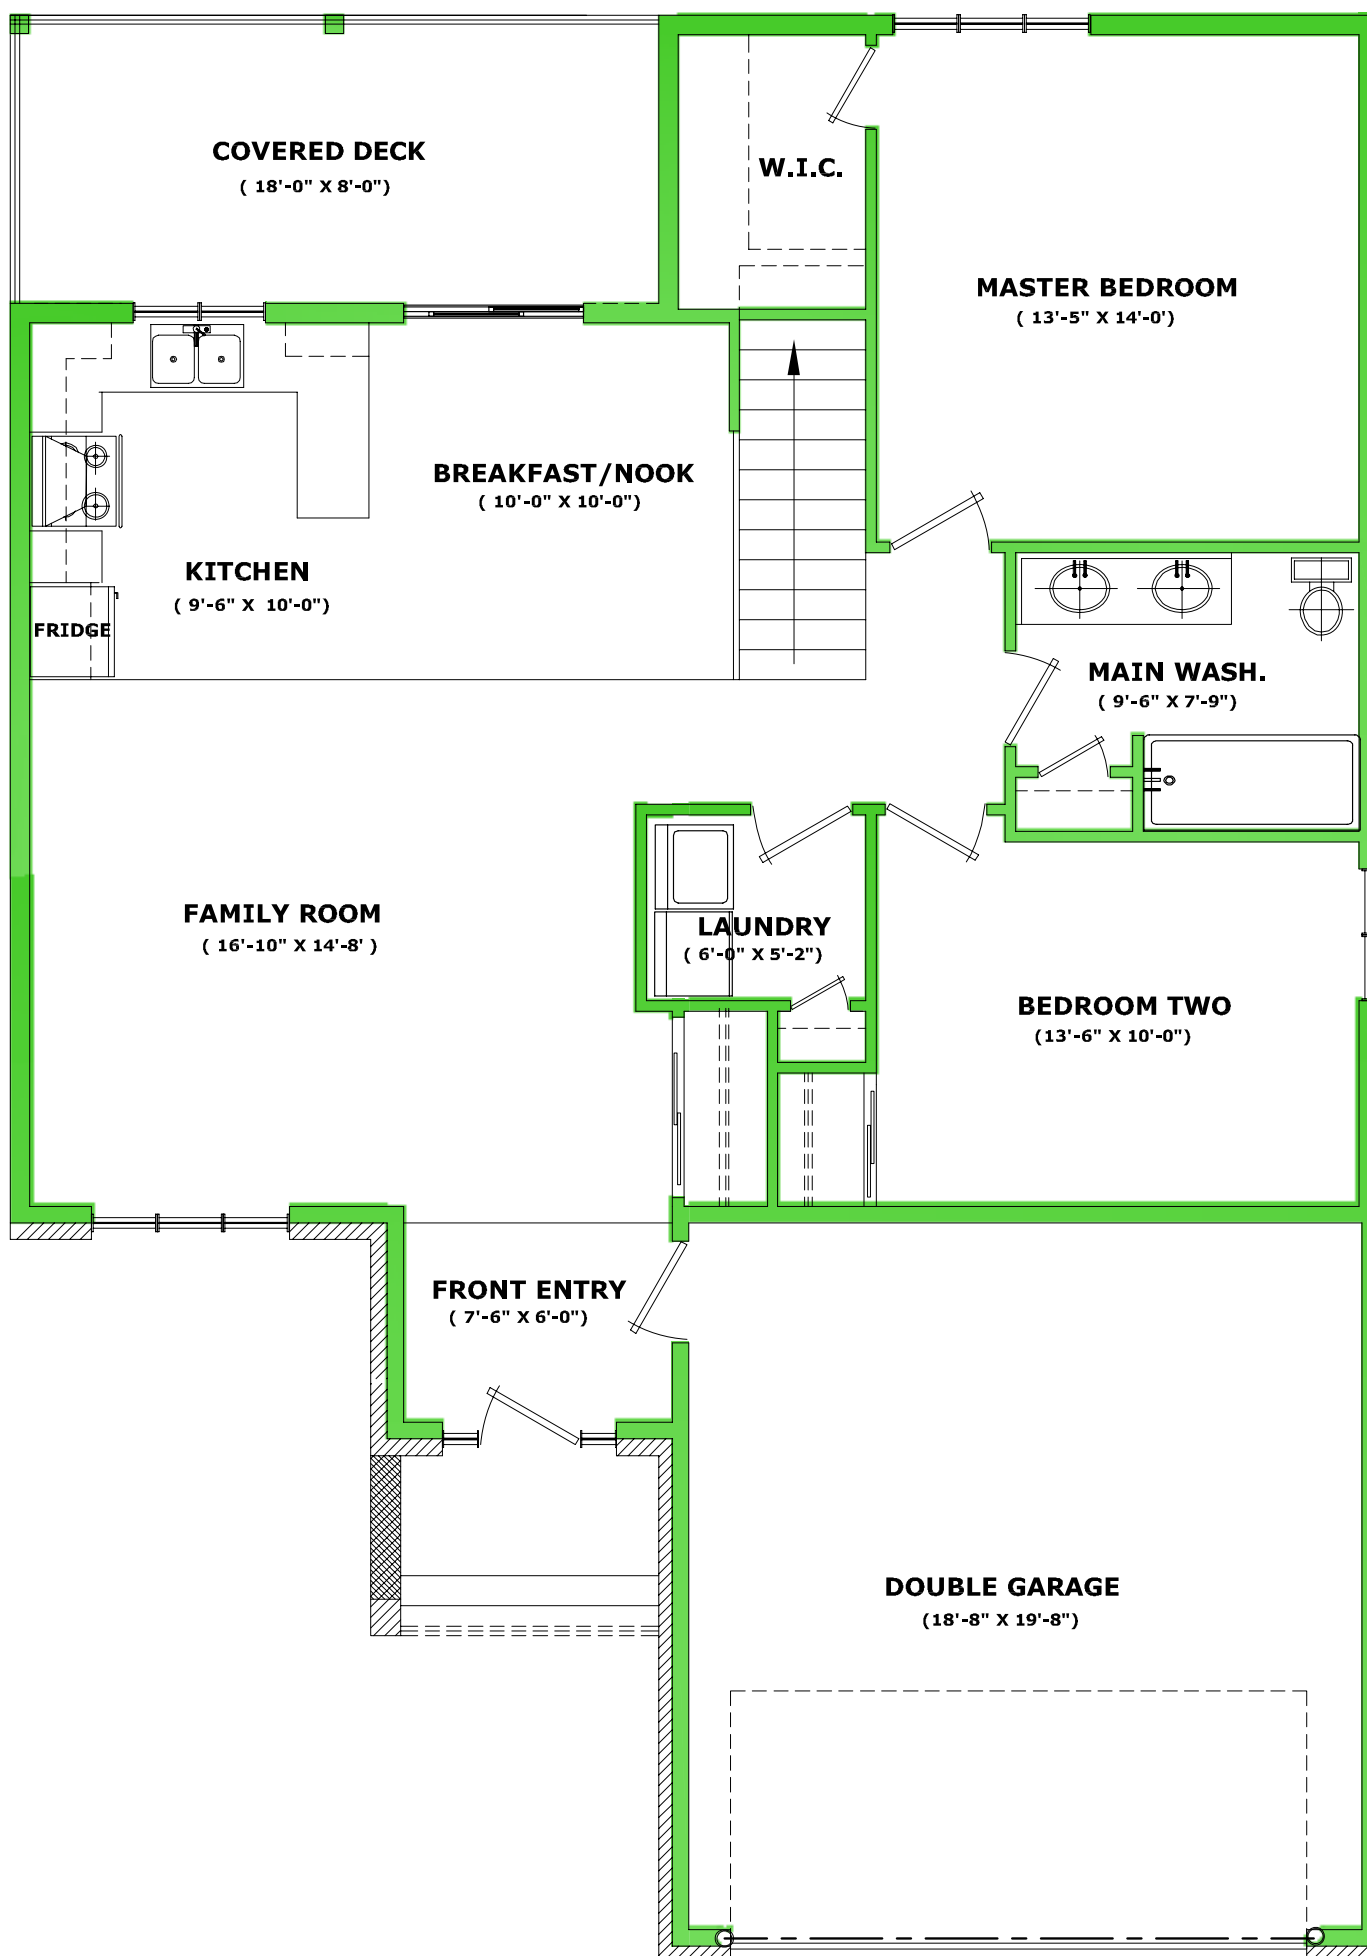 COVERED DECK
( 18'-0" X 8'-0")
W.I.C.
MASTER BEDROOM
( 13'-5" X 14'-0')
BREAKFAST/NOOK
( 10'-0" X 10'-0")
KITCHEN
( 9'-6" X 10'-0")
FRIDGE
MAIN WASH.
( 9'-6" X 7'-9")
FAMILY ROOM
( 16'-10" X 14'-8' )
LAUNDRY
( 6'-0" X 5'-2")
BEDROOM TWO
(13'-6" X 10'-0")
FRONT ENTRY
( 7'-6" X 6'-0")
DOUBLE GARAGE
(18'-8" X 19'-8")